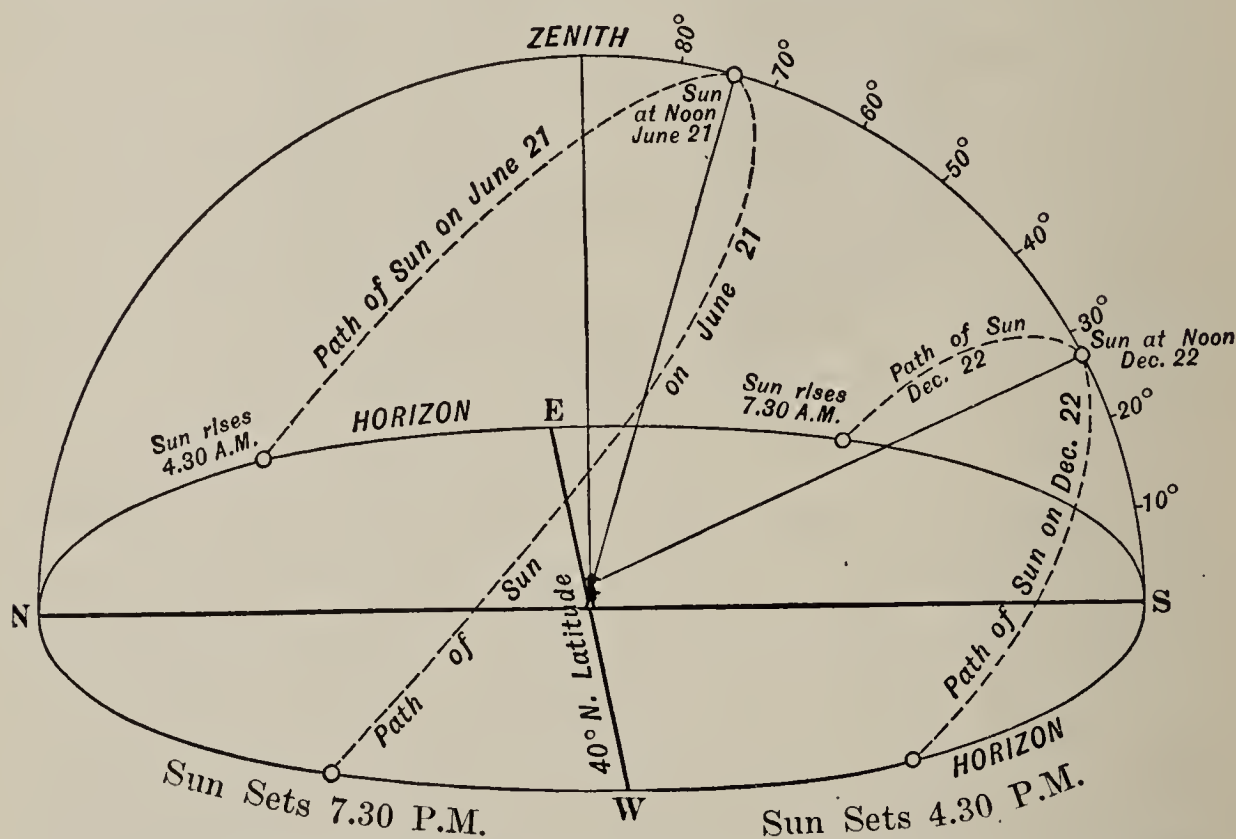 ZENITH
80°
70°
60°
50°
40°
30°
20°
10°
Sun
at Noon
June 21
Path of Sun on June 21
Path of Sun on June 21
Sun at Noon
Dec. 22
Path of Sun
Dec. 22
Sun rises
7.30 A.M.
Sun rises
4.30 A.M.
HORIZON
E
Path of Sun on Dec. 22
N
S
40° N. Latitude
W
HORIZON
Sun Sets 7.30 P.M.
Sun Sets 4.30 P.M.